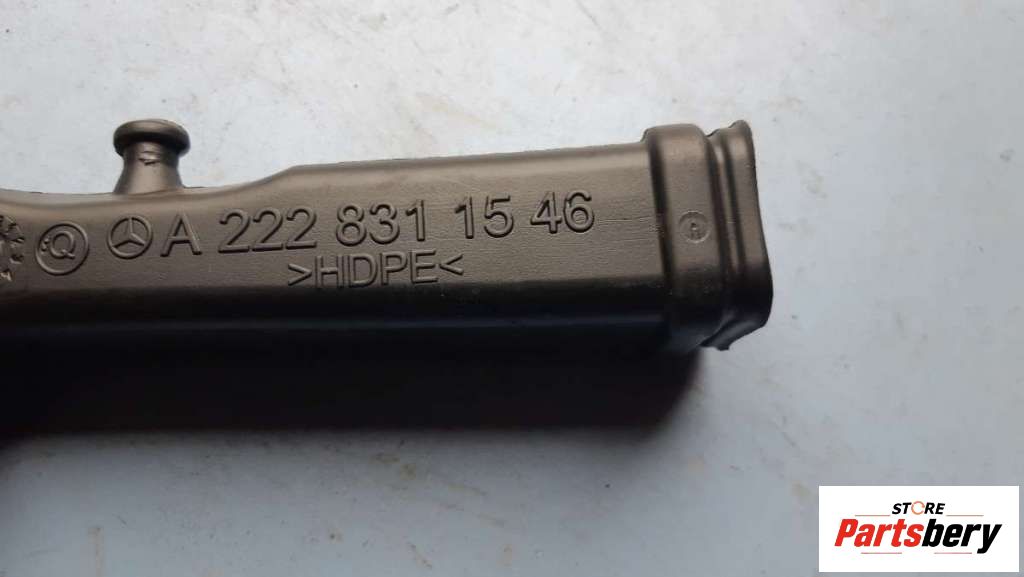 Q A 222 831 15 46
>HDPE<
STORE
Partsbery